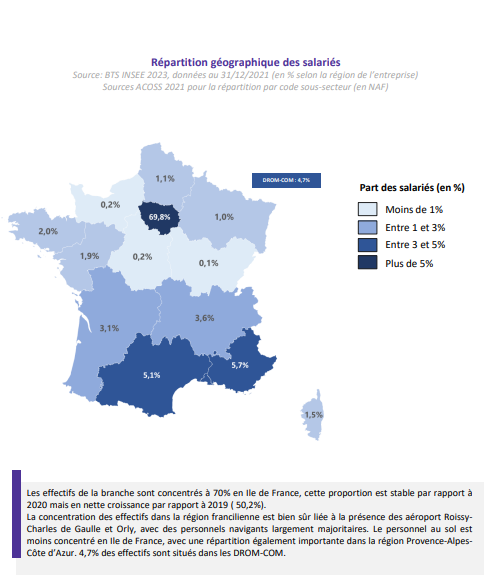 Répartition géographique des salariés
Source: BTS INSEE 2023, données au 31/12/2021 (en % selon la région de l'entreprise)
Sources ACOSS 2021 pour la répartition par code sous-secteur (en NAF)
1,1%
DROM-COM : 4,7%
0,2%
69,8%
1,0%
2,0%
1,9%
0,2%
0,1%
3,1%
3,6%
5,1%
5,7%
1,5%
Part des salariés (en %)
Moins de 1%
Entre 1 et 3%
Entre 3 et 5%
Plus de 5%
Les effectifs de la branche sont concentrés à 70% en Ile de France, cette proportion est stable par rapport à
2020 mais en nette croissance par rapport à 2019 ( 50,2%).
La concentration des effectifs dans la région francilienne est bien sûr liée à la présence des aéroport Roissy-
Charles de Gaulle et Orly, avec des personnels navigants largement majoritaires. Le personnel au sol est
moins concentré en Ile de France, avec une répartition également importante dans la région Provence-Alpes-
Côte d'Azur. 4,7% des effectifs sont situés dans les DROM-COM.